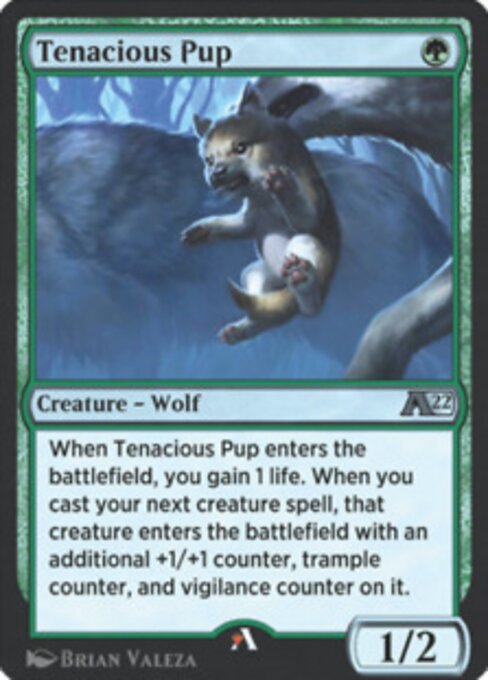 Tenacious Pup
Creature – Wolf
A22
When Tenacious Pup enters the
battlefield, you gain 1 life. When you
cast your next creature spell, that
creature enters the battlefield with an
additional +1/+1 counter, trample
counter, and vigilance counter on it.
1/2
Brian Valeza